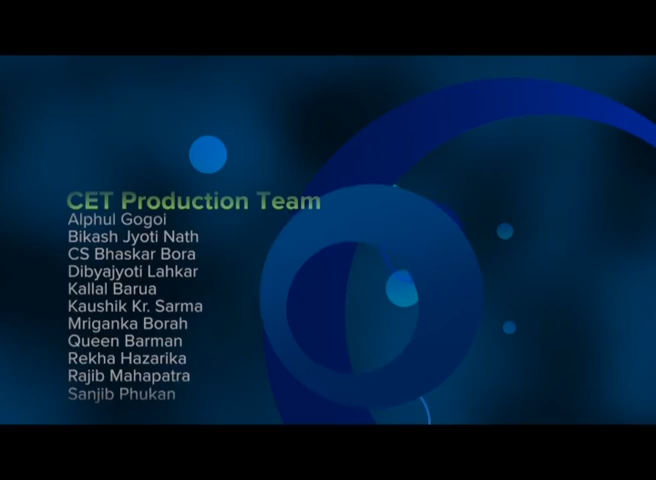 CET Production Team
Alphul Gogoi
Bikash Jyoti Nath
CS Bhaskar Bora
Dibyajyoti Lahkar
Kallal Barua
Kaushik Kr. Sarma
Mriganka Borah
Queen Barman
Rekha Hazarika
Rajib Mahapatra
Sanjib Phukan